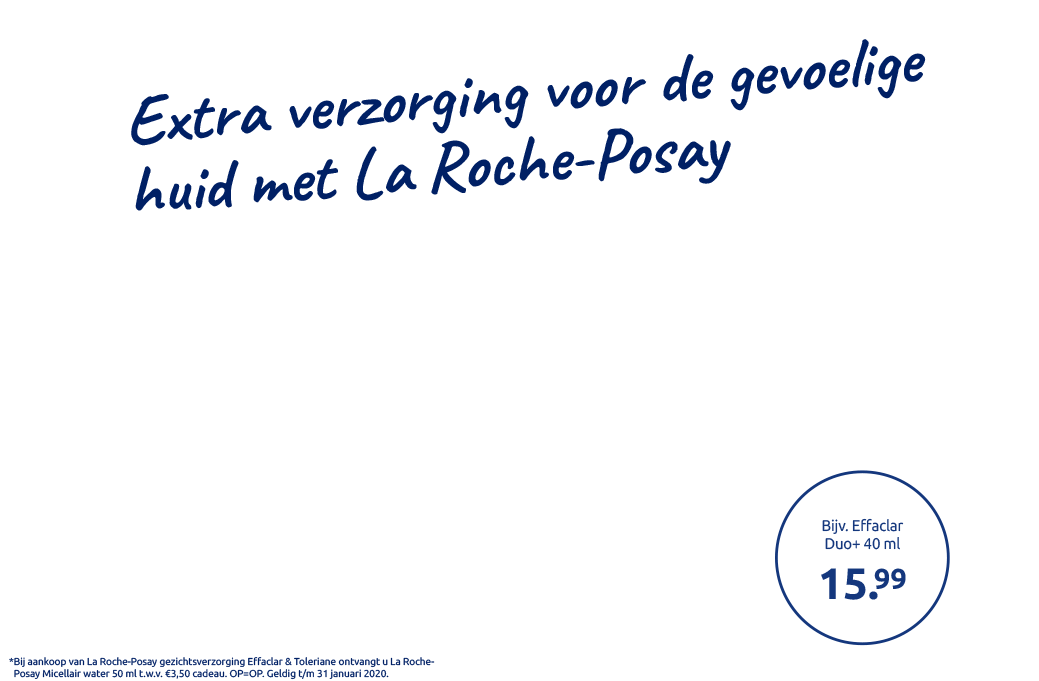 Extra verzorging voor de gevoelige
huid met La Roche-Posay
Bijv. Effaclar
Duo+ 40 ml
15.99
*Bij aankoop van La Roche-Posay gezichtsverzorging Effaclar & Toleriane ontvangt u La Roche-
Posay Micellair water 50 ml t.w.v. €3,50 cadeau. OP=OP. Geldig t/m 31 januari 2020.